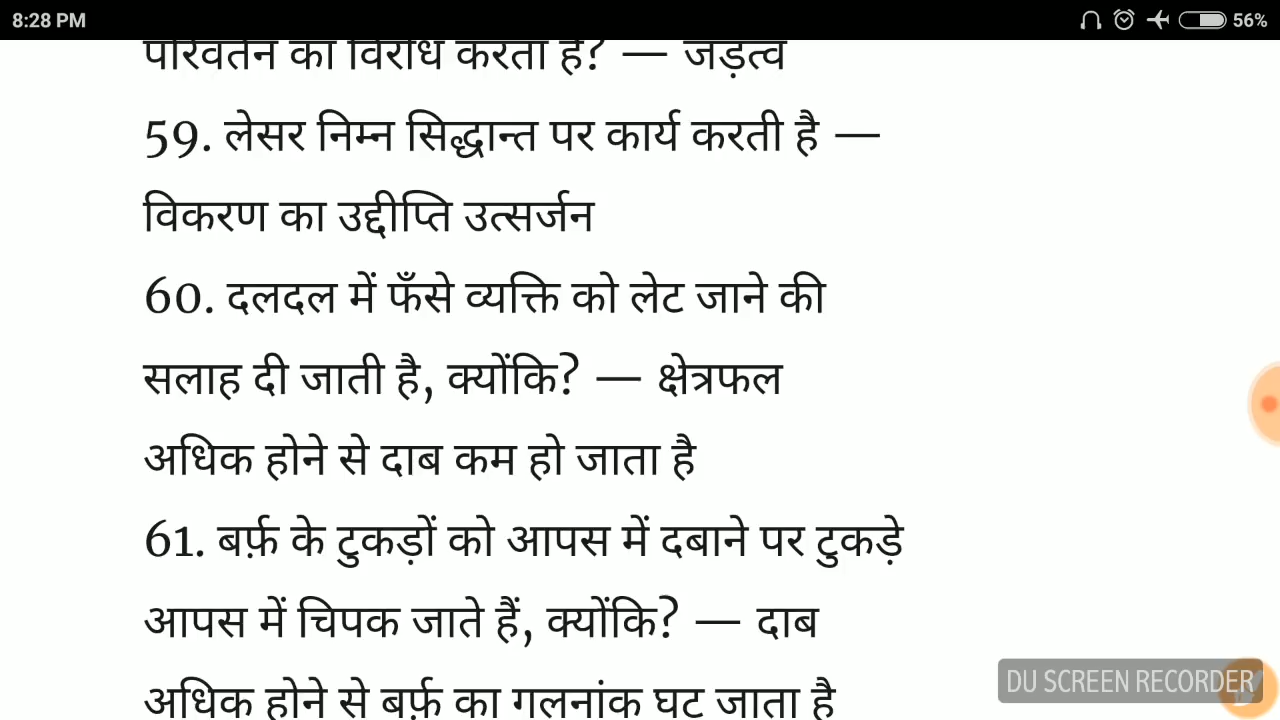 8:28 PM 56%
परिवर्तन का विरोध करता है? — जड़त्व
59. लेसर निम्न सिद्धान्त पर कार्य करती है —
विकरण का उद्दीप्ति उत्सर्जन
60. दलदल में फँसे व्यक्ति को लेट जाने की
सलाह दी जाती है, क्योंकि? — क्षेत्रफल
अधिक होने से दाब कम हो जाता है
61. बर्फ़ के टुकड़ों को आपस में दबाने पर टुकड़े
आपस में चिपक जाते हैं, क्योंकि? — दाब
अधिक होने से बर्फ़ का गलनांक घट जाता है
DU SCREEN RECORDER